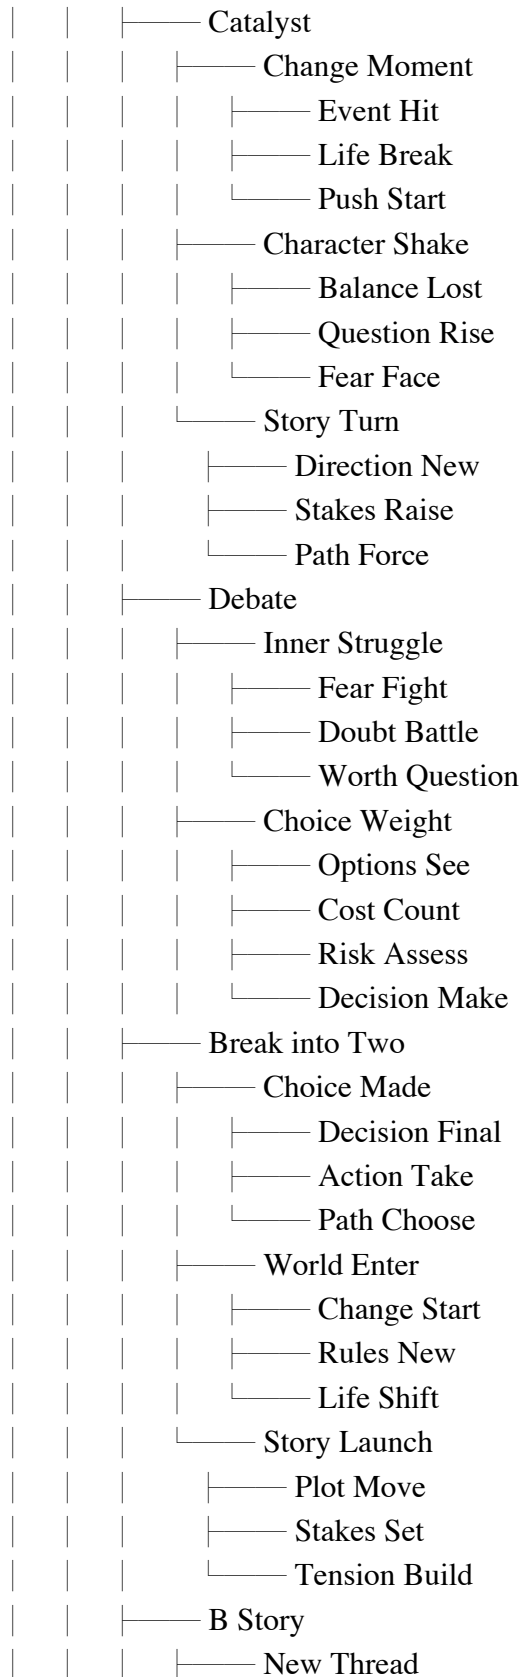 Catalyst
Change Moment
Event Hit
Life Break
Push Start
Character Shake
Balance Lost
Question Rise
Fear Face
Story Turn
Direction New
Stakes Raise
Path Force
Debate
Inner Struggle
Fear Fight
Doubt Battle
Worth Question
Choice Weight
Options See
Cost Count
Risk Assess
Decision Make
Break into Two
Choice Made
Decision Final
Action Take
Path Choose
World Enter
Change Start
Rules New
Life Shift
Story Launch
Plot Move
Stakes Set
Tension Build
B Story
New Thread